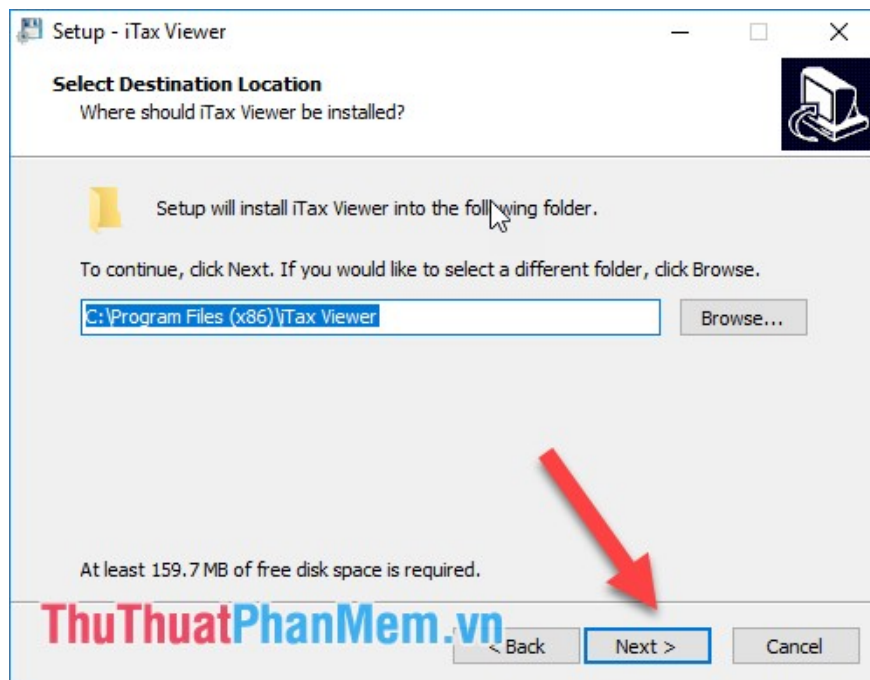 Setup - iTax Viewer
Select Destination Location
Where should iTax Viewer be installed?
Setup will install iTax Viewer into the following folder.
To continue, click Next. If you would like to select a different folder, click Browse.
C:\Program Files (x86)\iTax Viewer
Browse...
At least 159.7 MB of free disk space is required.
ThuThuatPhanMem.vn
< Back
Next >
Cancel